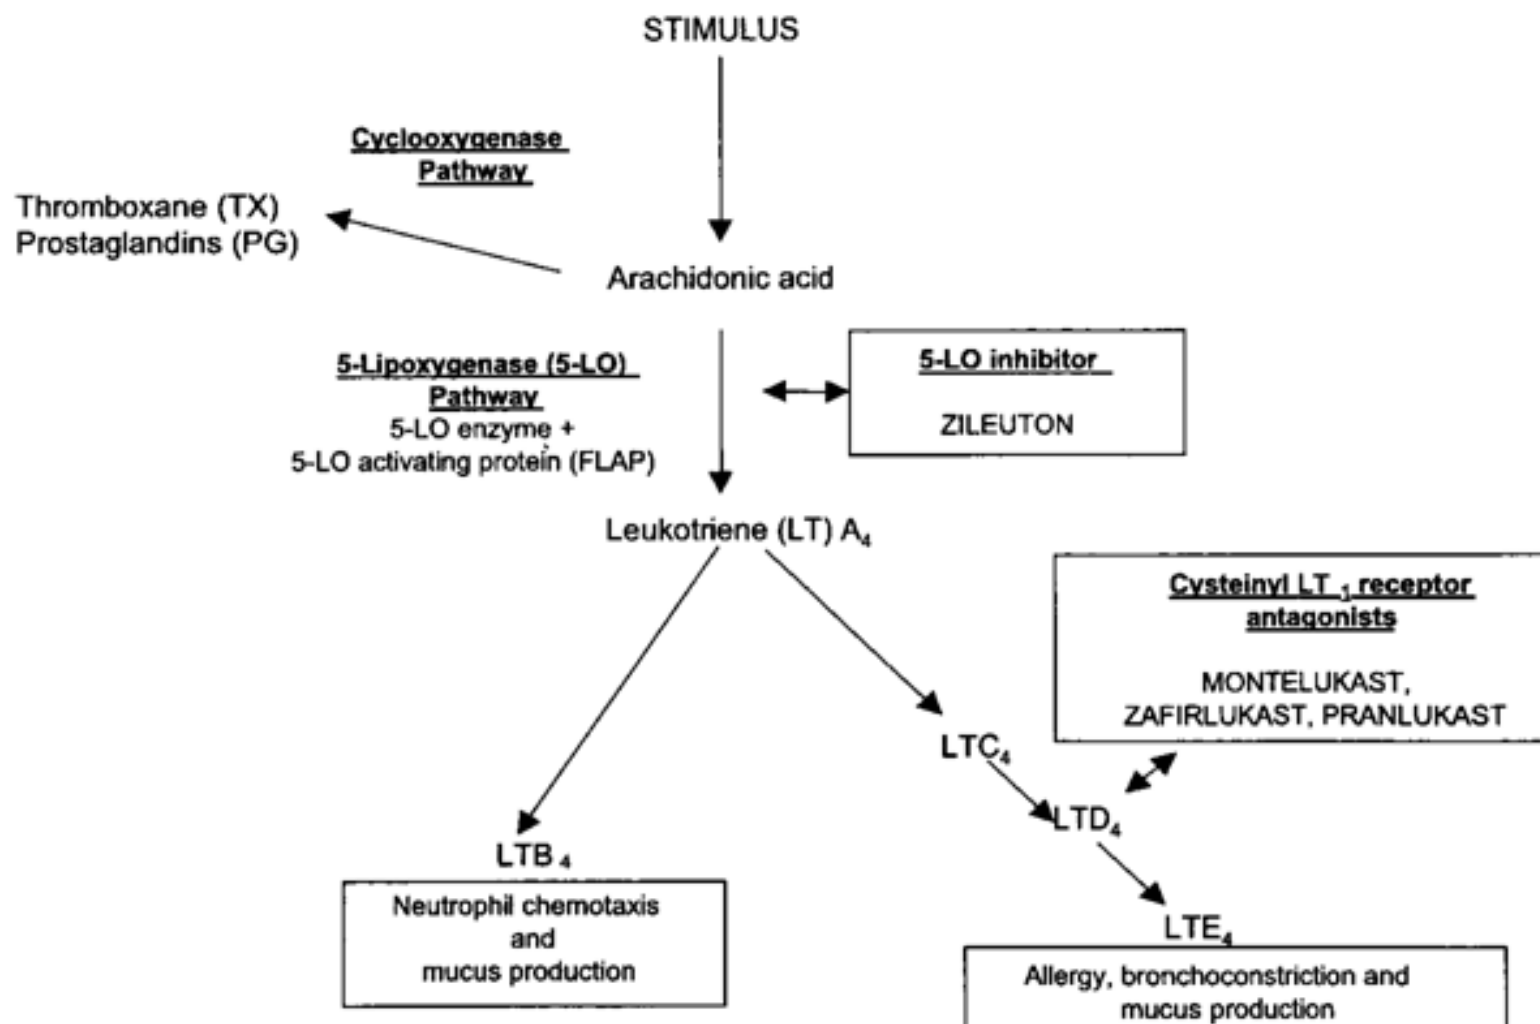 STIMULUS
Cyclooxygenase
Pathway
Thromboxane (TX)
Prostaglandins (PG)
Arachidonic acid
5-Lipoxygenase (5-LO)
Pathway
5-LO enzyme +
5-LO activating protein (FLAP)
5-LO inhibitor
ZILEUTON
Leukotriene (LT) A₄
Cysteinyl LT ₁ receptor
antagonists
MONTELUKAST,
ZAFIRLUKAST, PRANLUKAST
LTC₄
LTD₄
LTB ₄
Neutrophil chemotaxis
and
mucus production
LTE₄
Allergy, bronchoconstriction and
mucus production